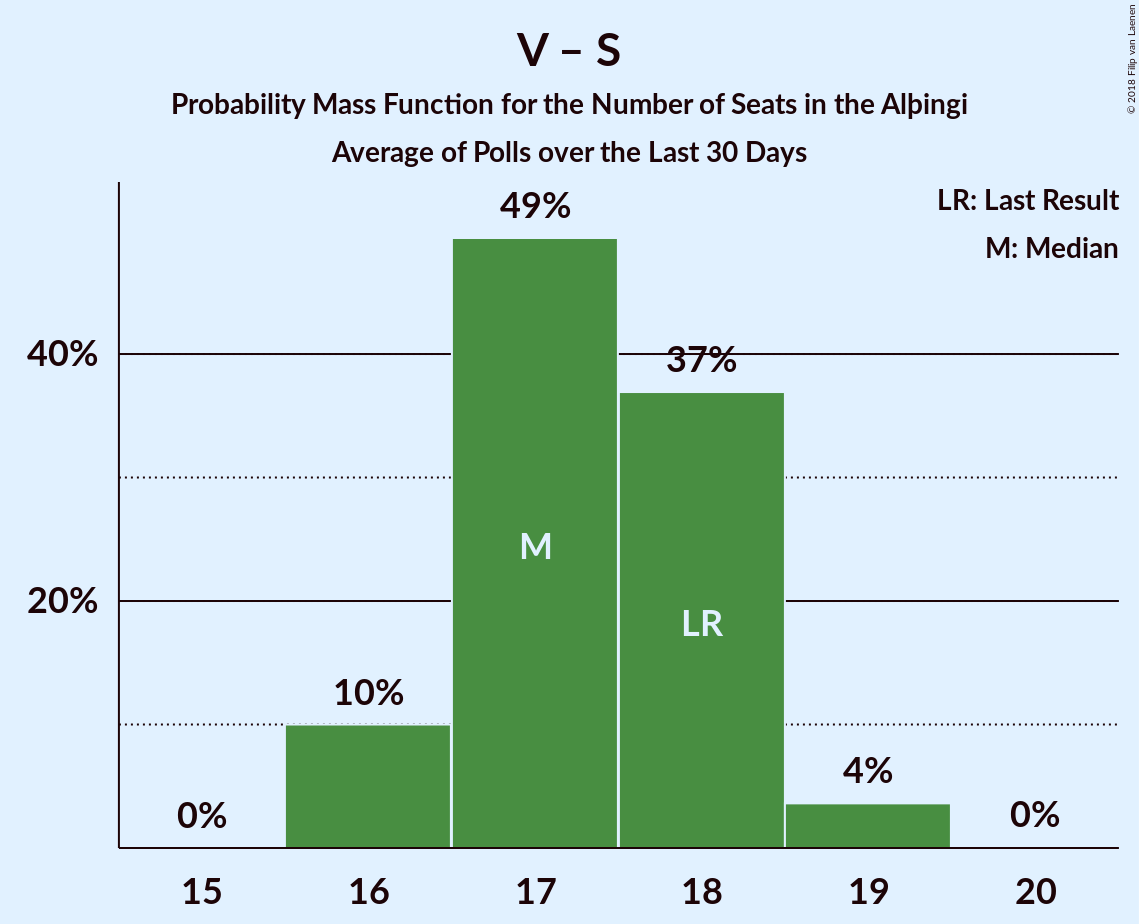 V – S
Probability Mass Function for the Number of Seats in the Alþingi
Average of Polls over the Last 30 Days
© 2018 Filip van Laenen
LR: Last Result
M: Median
49%
40%
37%
M
20%
LR
10%
4%
0%
0%
15
16
17
18
19
20